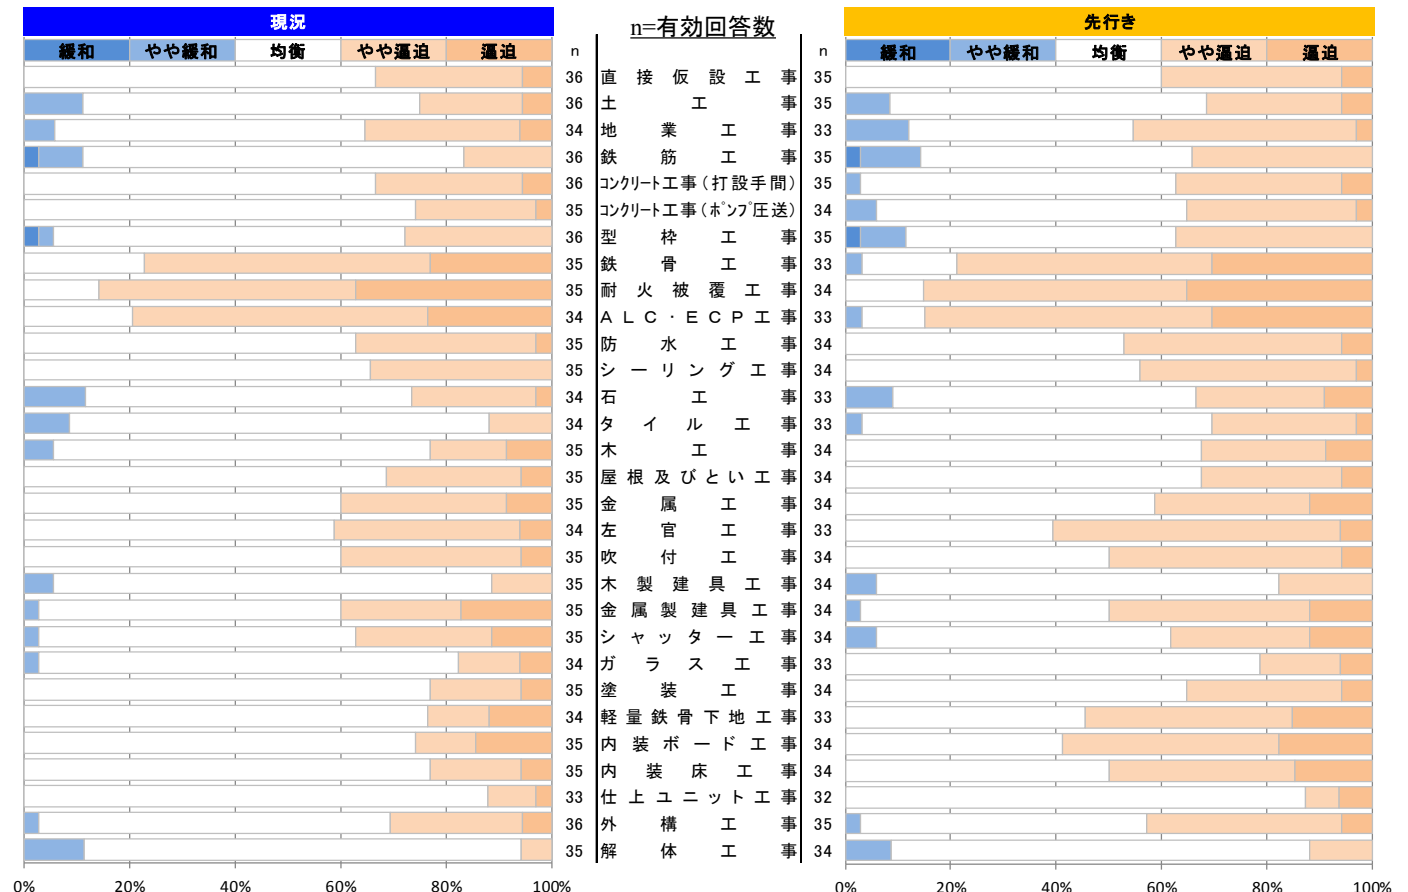 現況 n=有効回答数 先行き
緩和 やや緩和 均衡 やや逼迫 逼迫 n n 緩和 やや緩和 均衡 やや逼迫 逼迫
36 直接仮設工事 35
36 土工事 35
34 地業工事 33
36 鉄筋工事 35
36 コンクリート工事(打設手間) 35
35 コンクリート工事(ポンプ圧送) 34
36 型枠工事 35
35 鉄骨工事 33
35 耐火被覆工事 34
34 ALC・ECP工事 33
35 防水工事 34
35 シーリング工事 34
34 石工事 33
34 タイル工事 33
35 木工事 34
35 屋根及びとい工事 34
35 金属工事 34
34 左官工事 33
35 吹付工事 34
35 木製建具工事 34
35 金属製建具工事 34
35 シャッター工事 34
34 ガラス工事 33
35 塗装工事 34
34 軽量鉄骨下地工事 33
35 内装ボード工事 34
35 内装床工事 34
33 仕上ユニット工事 32
36 外構工事 35
35 解体工事 34
0% 20% 40% 60% 80% 100% 0% 20% 40% 60% 80% 100%